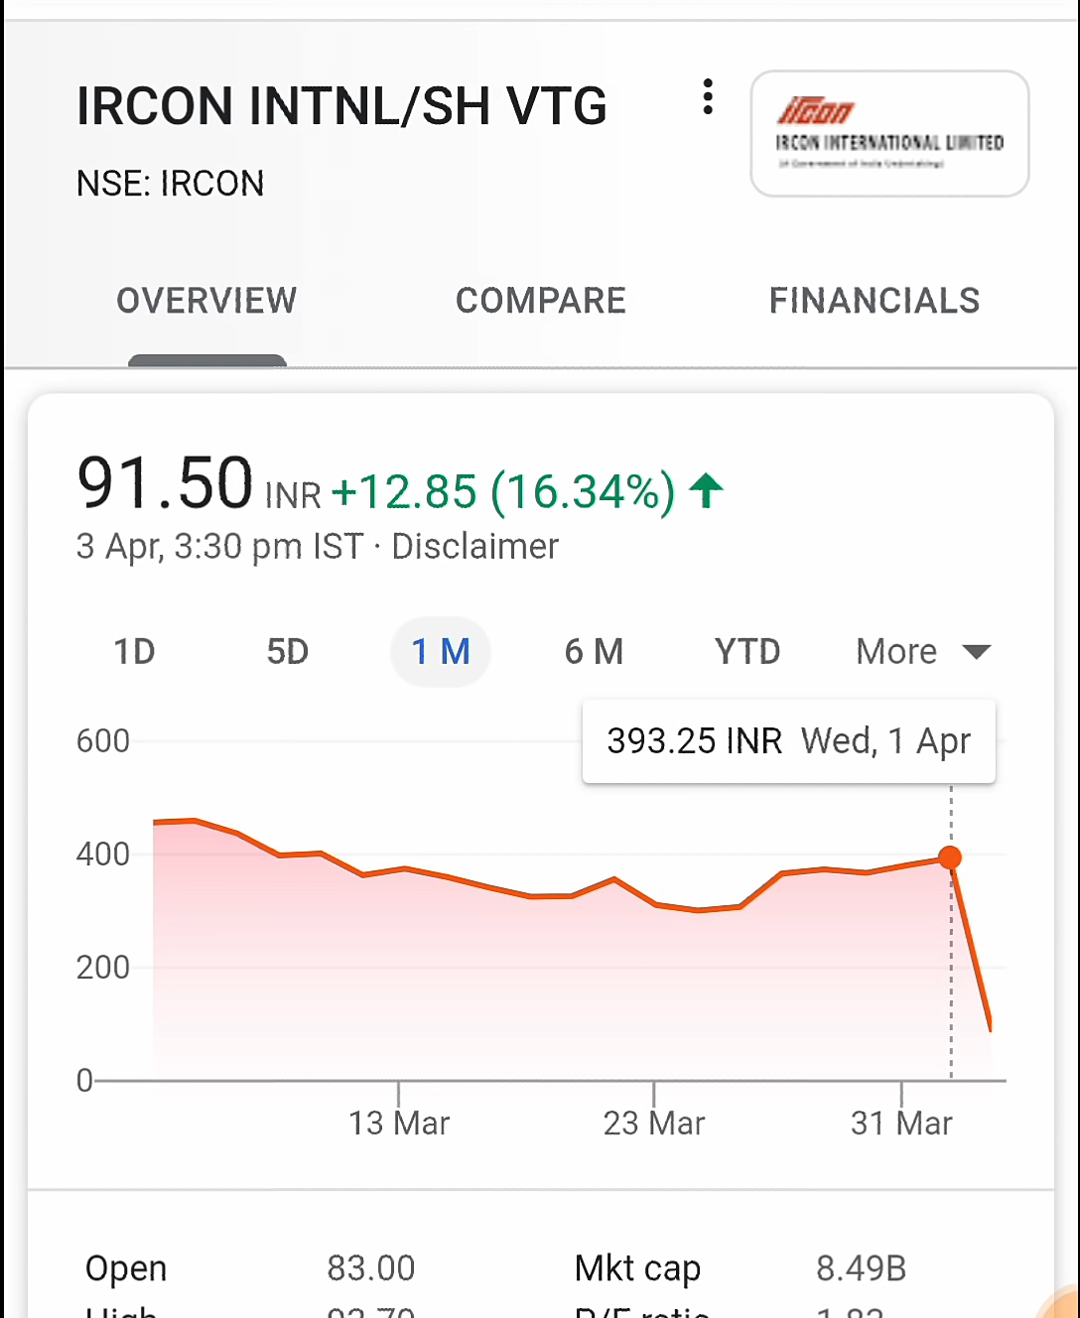 IRCON INTNL/SH VTG
ircon
IRCON INTERNATIONAL LIMITED
NSE: IRCON
OVERVIEW COMPARE FINANCIALS
91.50 INR +12.85 (16.34%)
3 Apr, 3:30 pm IST · Disclaimer
1D 5D 1 M 6 M YTD More
393.25 INR Wed, 1 Apr
600
400
200
0
13 Mar 23 Mar 31 Mar
Open 83.00 Mkt cap 8.49B